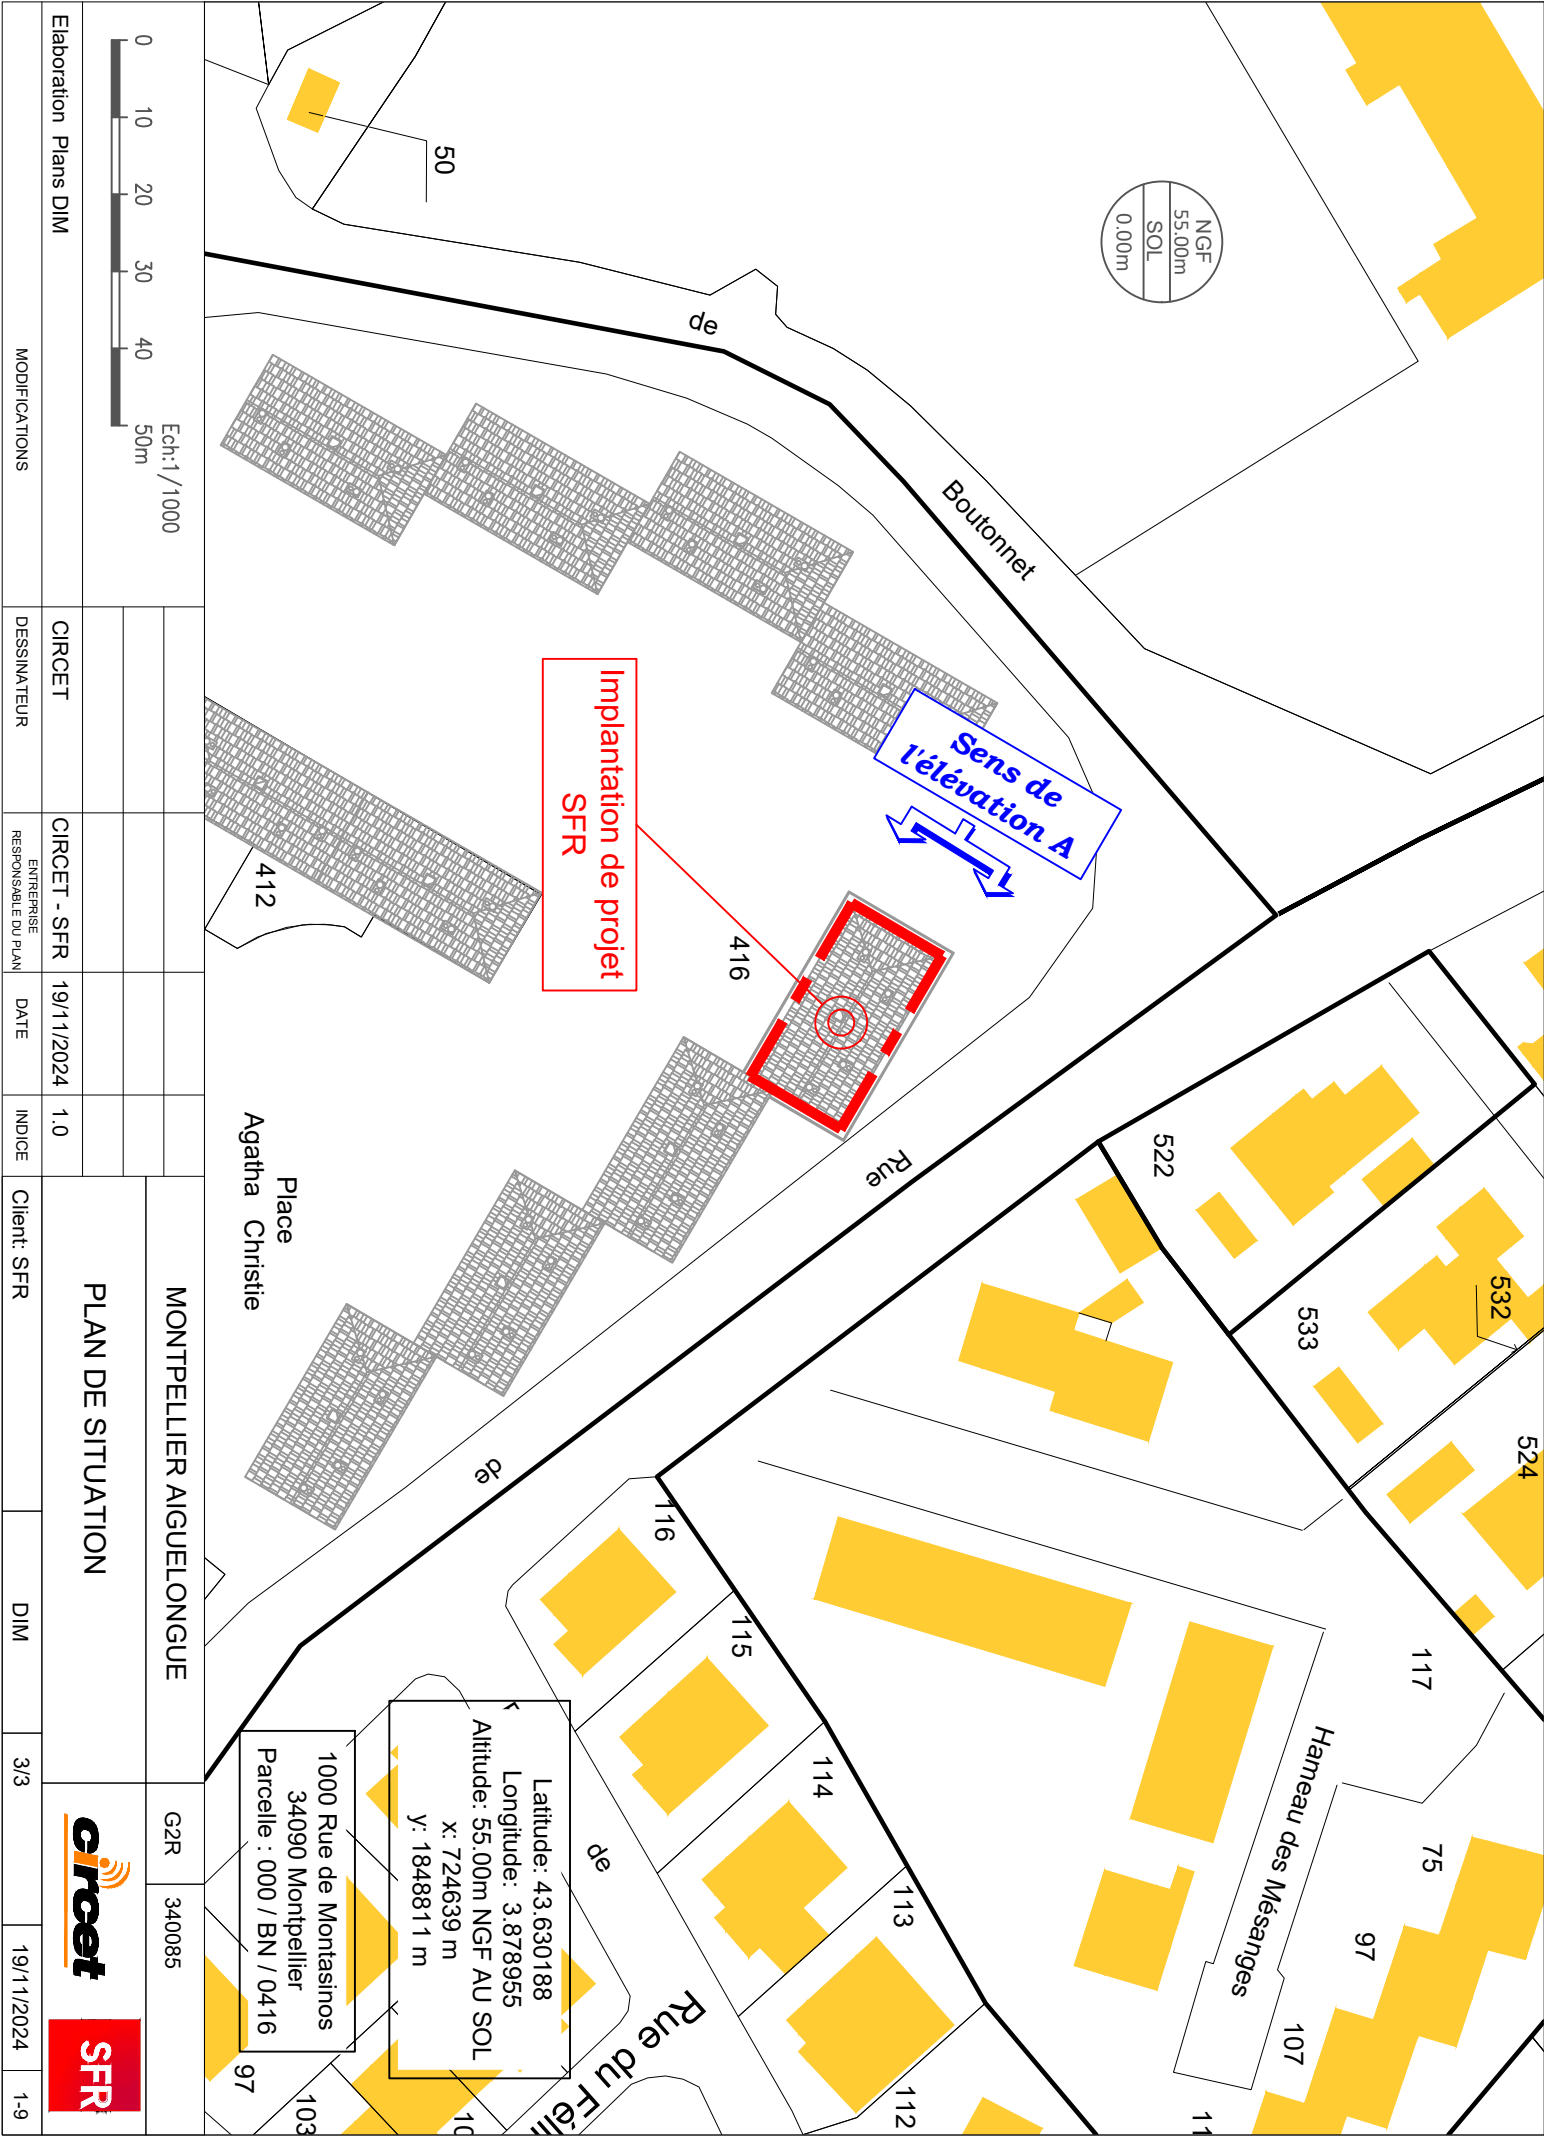 NGF
55.00m
SOL
0.00m
50
de
Boutonnet
Sens de
l'élévation A
Implantation de projet
SFR
416
412
Place
Agatha Christie
Rue
de
522
533
532
524
116
115
114
113
112
117
75
97
107
11
Hameau des Mésanges
de
Rue du Félli
Latitude: 43.630188
Longitude: 3.878955
Altitude: 55.00m NGF AU SOL
x: 724639 m
y: 1848811 m
1000 Rue de Montasinos
34090 Montpellier
Parcelle : 000 / BN / 0416
97
103
10
Ech:1/1000
0 10 20 30 40 50m
Elaboration Plans DIM
CIRCET
CIRCET - SFR
19/11/2024
1.0
MODIFICATIONS
DESSINATEUR
ENTREPRISE
RESPONSABLE DU PLAN
DATE
INDICE
MONTPELLIER AIGUELONGUE
G2R
340085
PLAN DE SITUATION
circet
SFR
Client: SFR
DIM
3/3
19/11/2024
1-9